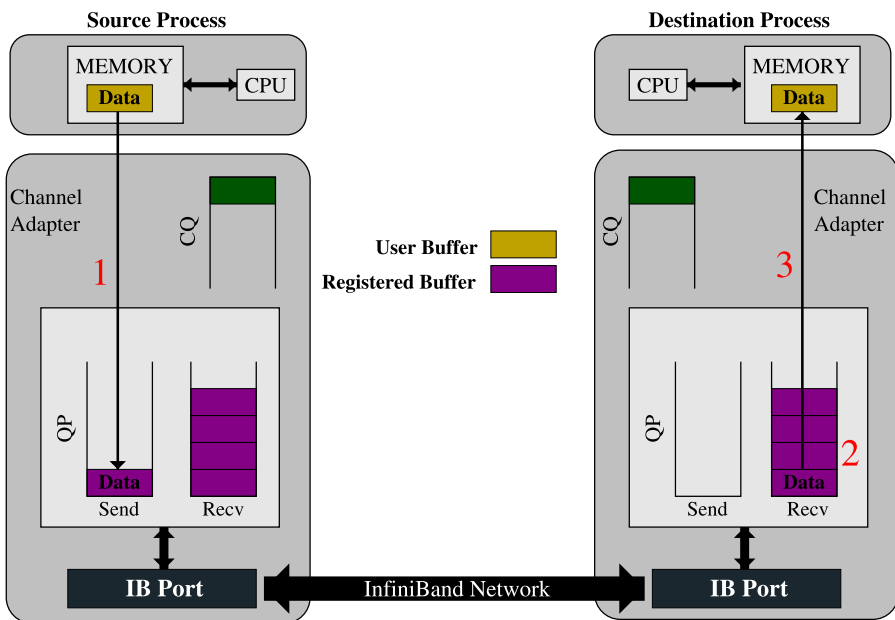 Source Process
Destination Process
MEMORY
Data
CPU
CPU
MEMORY
Data
Channel
Adapter
CQ
CQ
Channel
Adapter
User Buffer
Registered Buffer
1
3
QP
Data
Send
Recv
QP
2
Data
Send
Recv
IB Port
InfiniBand Network
IB Port